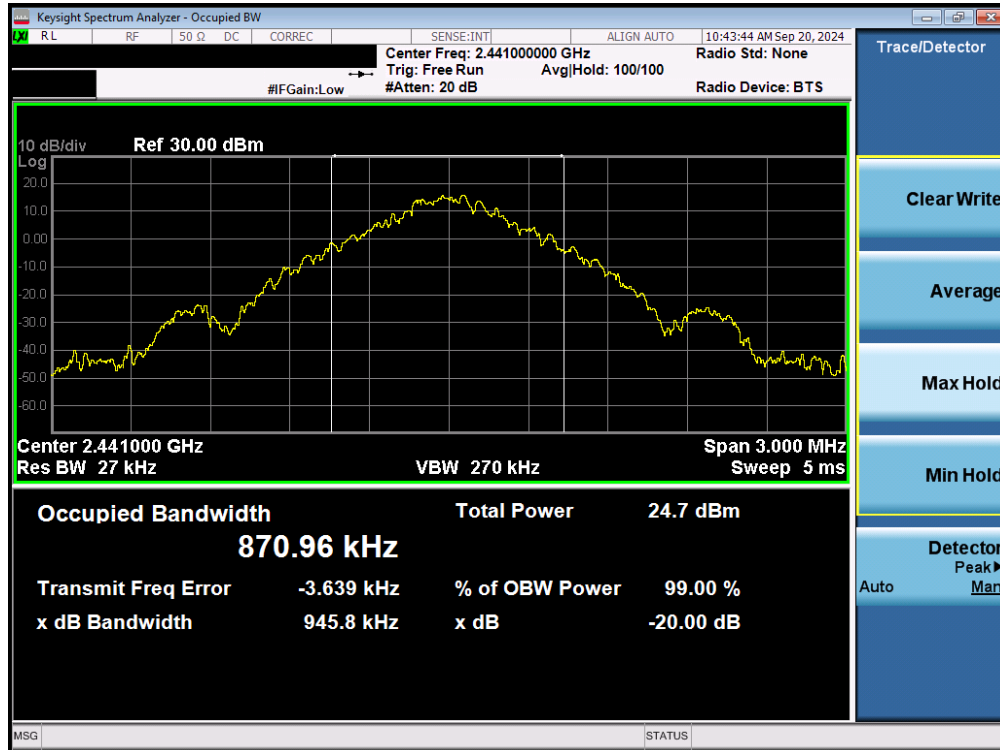 Keysight Spectrum Analyzer - Occupied BW
LXI RL RF 50 Ω DC CORREC SENSE:INT ALIGN AUTO 10:43:44 AM Sep 20, 2024
Center Freq: 2.441000000 GHz Radio Std: None
Trig: Free Run Avg|Hold: 100/100
#IFGain:Low #Atten: 20 dB Radio Device: BTS
10 dB/div Ref 30.00 dBm
Log
20.0
10.0
0.00
-10.0
-20.0
-30.0
-40.0
-50.0
-60.0
Center 2.441000 GHz Span 3.000 MHz
Res BW 27 kHz VBW 270 kHz Sweep 5 ms
Occupied Bandwidth Total Power 24.7 dBm
870.96 kHz
Transmit Freq Error -3.639 kHz % of OBW Power 99.00 %
x dB Bandwidth 945.8 kHz x dB -20.00 dB
MSG STATUS
Trace/Detector
Clear Write
Average
Max Hold
Min Hold
Detector
Peak▶
Auto Man